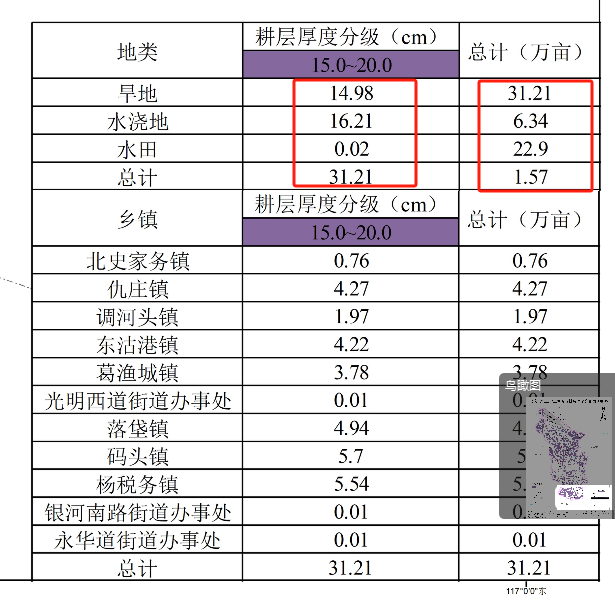 地类 耕层厚度分级（cm） 总计（万亩）
15.0~20.0
旱地 14.98 31.21
水浇地 16.21 6.34
水田 0.02 22.9
总计 31.21 1.57
乡镇 耕层厚度分级（cm） 总计（万亩）
15.0~20.0
北史家务镇 0.76 0.76
仇庄镇 4.27 4.27
调河头镇 1.97 1.97
东沽港镇 4.22 4.22
葛渔城镇 3.78 3.78
鸟瞰图
光明西道街道办事处 0.01 0.01
落垡镇 4.94 4.
码头镇 5.7 5
杨税务镇 5.54 5.
银河南路街道办事处 0.01 0.
永华道街道办事处 0.01 0.01
总计 31.21 31.21
117°0'0"东